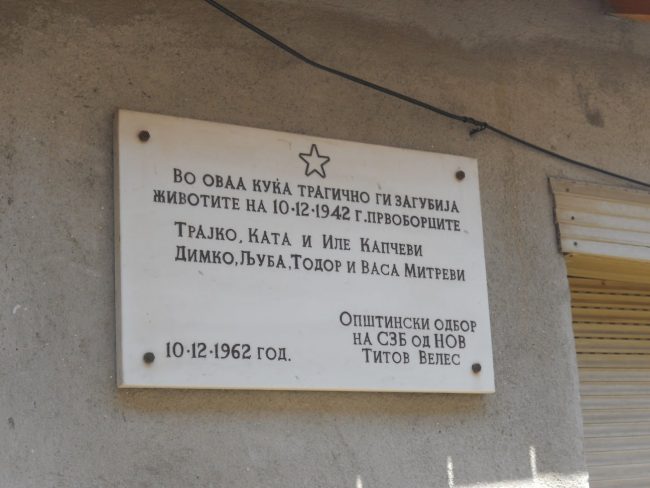 Во оваа куќа трагично ги загубија
животите на 10·12·1942 г. првоборците
Трајко, Ката и Иле Капчеви
Димко, Љуба, Тодор и Васа Митреви
Општински одбор
на СЗБ од НОВ
10·12·1962 год.
Титов Велес